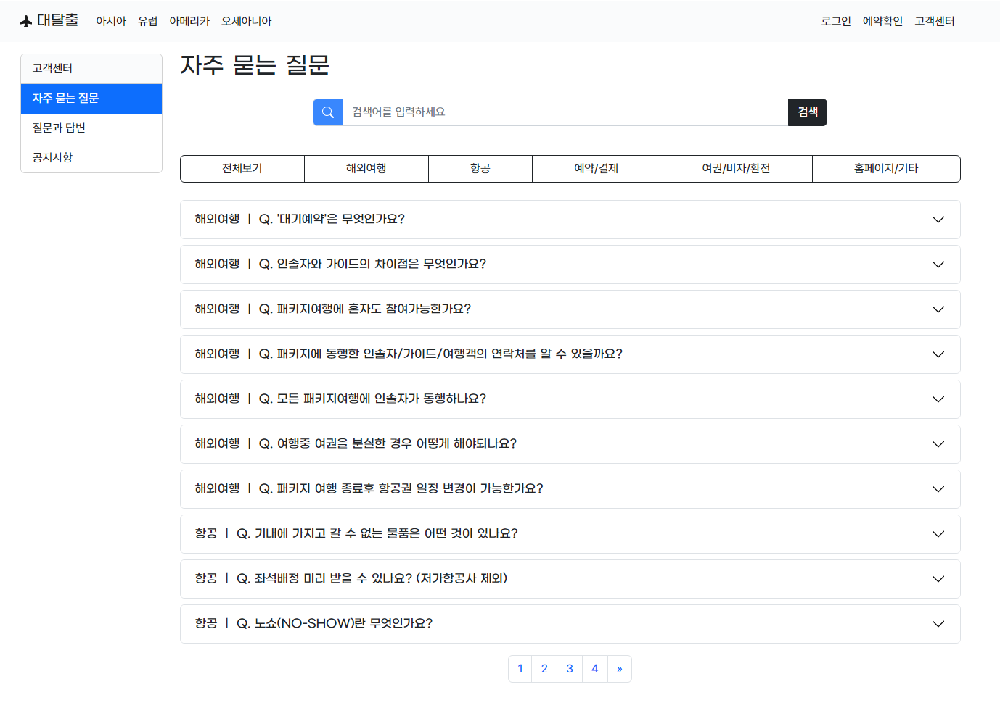 대탈출 아시아 유럽 아메리카 오세아니아 로그인 예약확인 고객센터
고객센터
자주 묻는 질문
질문과 답변
공지사항
자주 묻는 질문
검색어를 입력하세요 검색
전체보기 해외여행 항공 예약/결제 여권/비자/환전 홈페이지/기타
해외여행 ㅣ Q. '대기예약'은 무엇인가요?
해외여행 ㅣ Q. 인솔자와 가이드의 차이점은 무엇인가요?
해외여행 ㅣ Q. 패키지여행에 혼자도 참여가능한가요?
해외여행 ㅣ Q. 패키지에 동행한 인솔자/가이드/여행객의 연락처를 알 수 있을까요?
해외여행 ㅣ Q. 모든 패키지여행에 인솔자가 동행하나요?
해외여행 ㅣ Q. 여행중 여권을 분실한 경우 어떻게 해야되나요?
해외여행 ㅣ Q. 패키지 여행 종료후 항공권 일정 변경이 가능한가요?
항공 ㅣ Q. 기내에 가지고 갈 수 없는 물품은 어떤 것이 있나요?
항공 ㅣ Q. 좌석배정 미리 받을 수 있나요? (저가항공사 제외)
항공 ㅣ Q. 노쇼(NO-SHOW)란 무엇인가요?
1 2 3 4 »